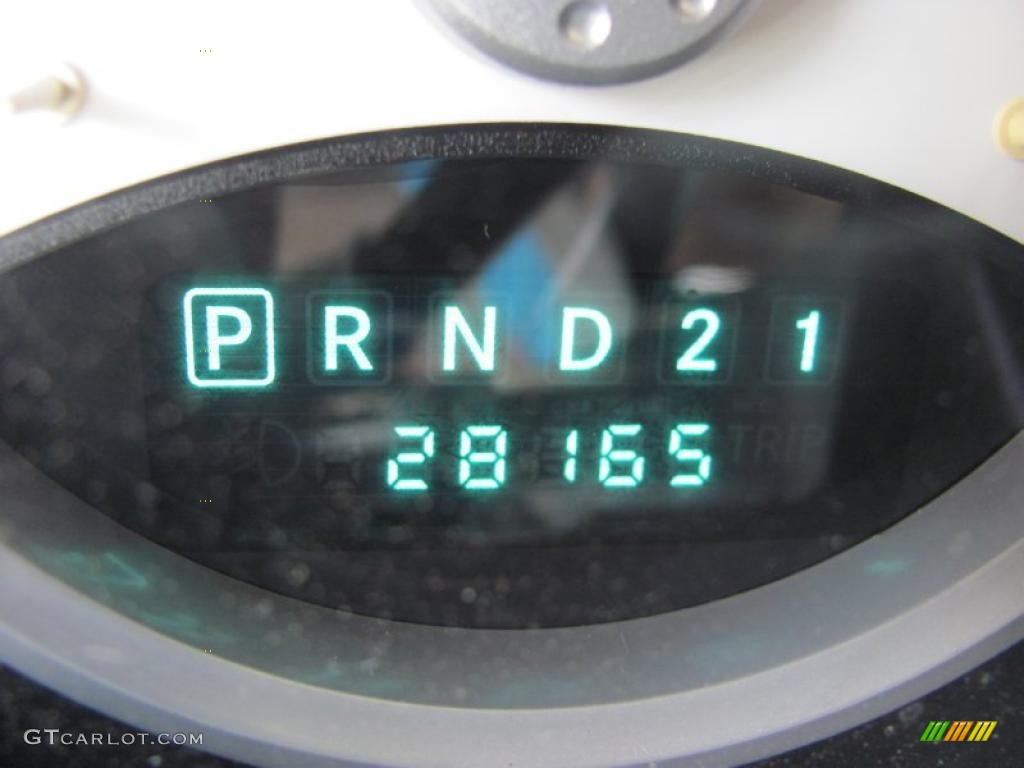 P R N D 2 1
28165 TRIP
GTCARLOT.COM